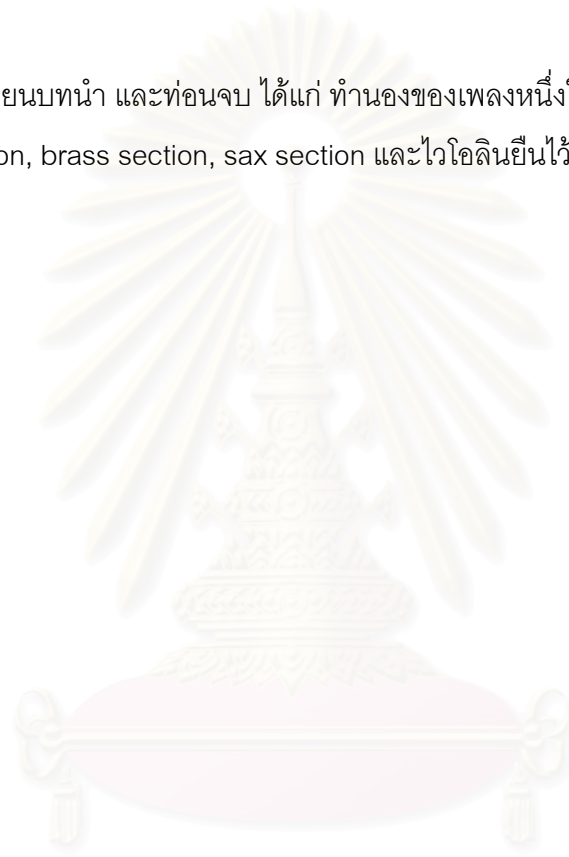 ยนบทนำ และท่อนจบ ได้แก่ ทำนองของเพลงหนึ่งใ
on, brass section, sax section และไวโอลินยืนไว้